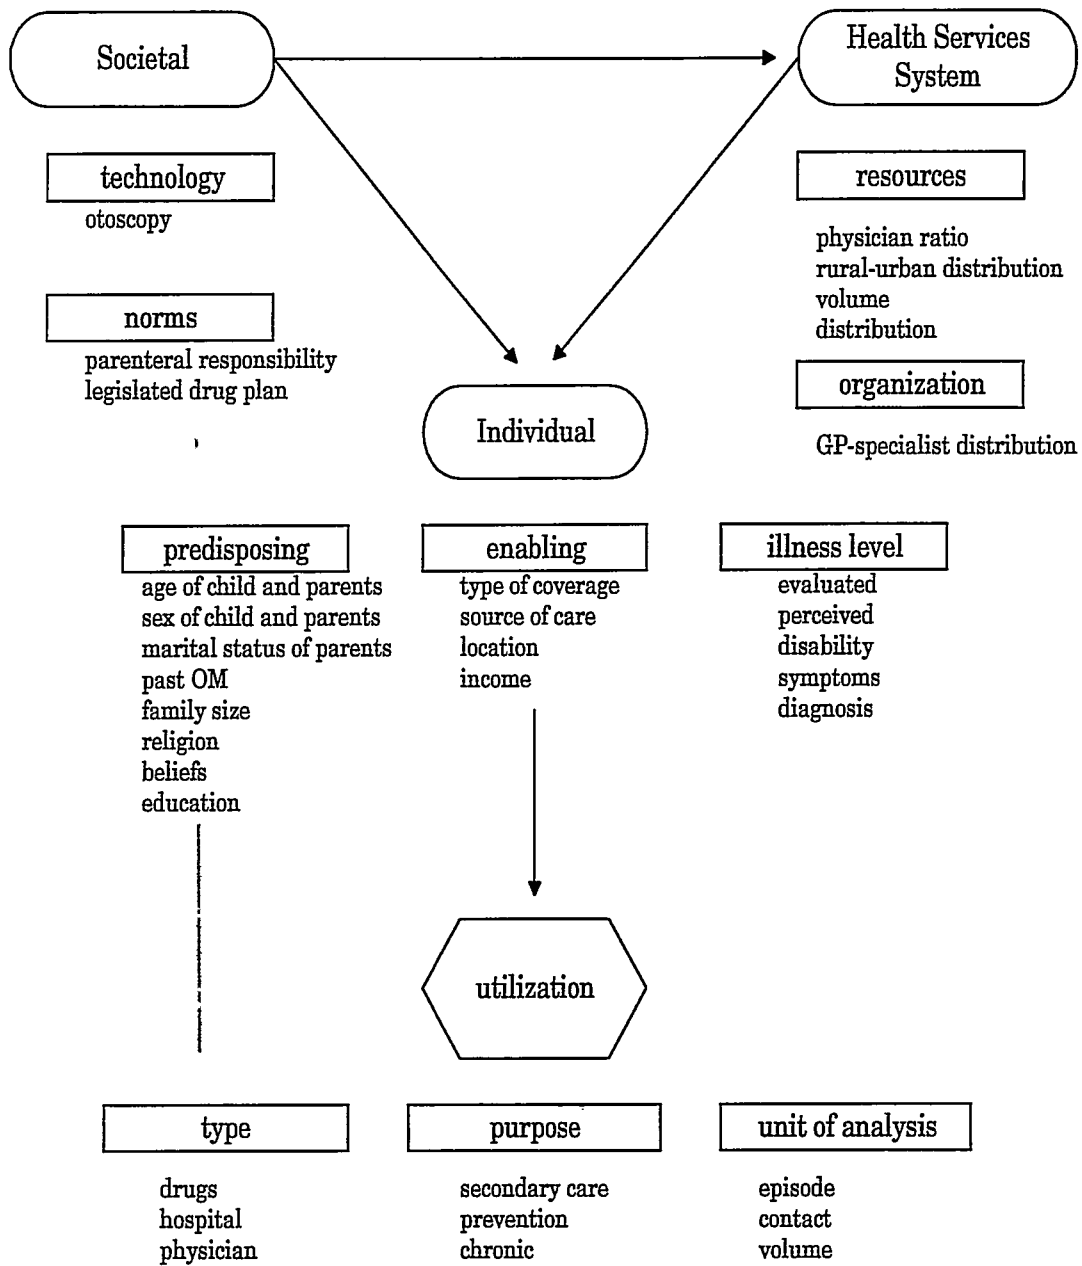 Societal
Health Services
System
technology
otoscopy
norms
parenteral responsibility
legislated drug plan
resources
physician ratio
rural-urban distribution
volume
distribution
organization
GP-specialist distribution
Individual
predisposing
age of child and parents
sex of child and parents
marital status of parents
past OM
family size
religion
beliefs
education
enabling
type of coverage
source of care
location
income
illness level
evaluated
perceived
disability
symptoms
diagnosis
utilization
type
drugs
hospital
physician
purpose
secondary care
prevention
chronic
unit of analysis
episode
contact
volume